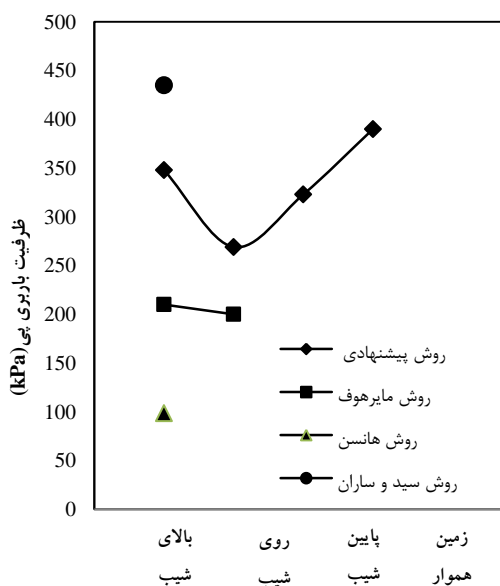 500
450
400
350
300
250
200
150
100
50
0
ظرفیت باربری پی(kPa)
روش پیشنهادی
روش مایرهوف
روش هانسن
روش سید و ساران
بالای شیب
روی شیب
پایین شیب
زمین هموار